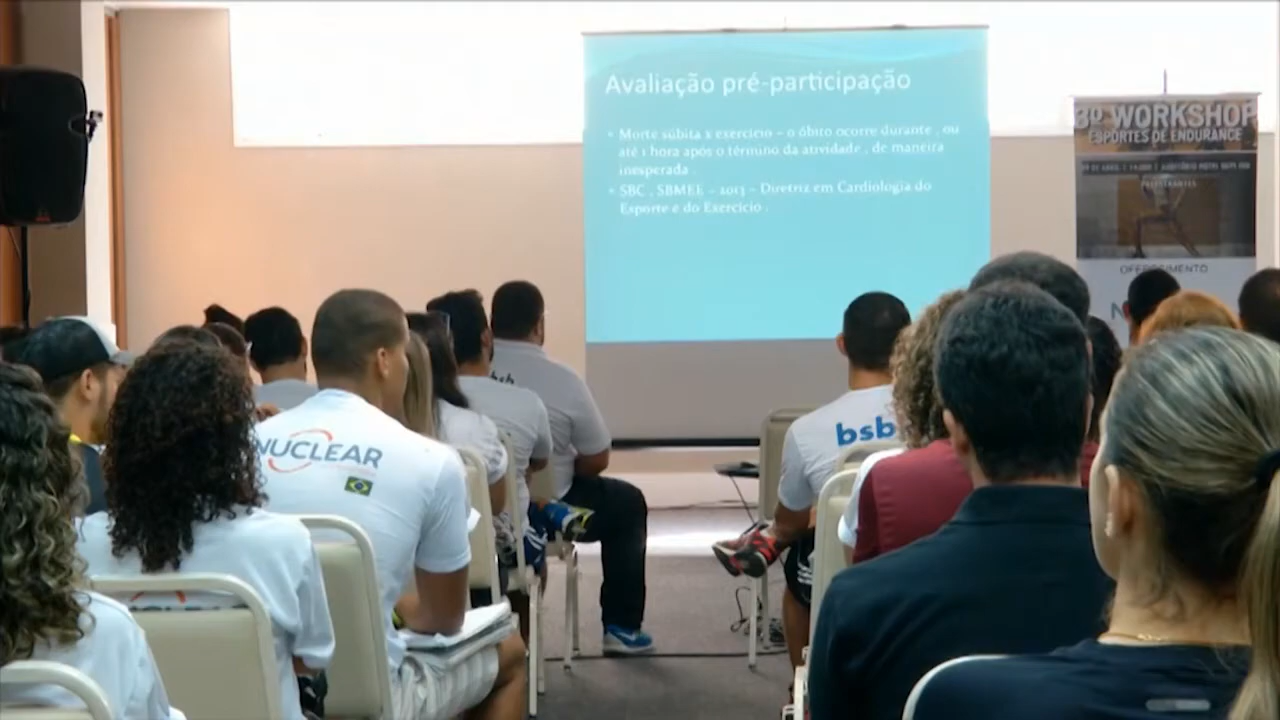 Avaliação pré-participação
• Morte súbita x exercício – o óbito ocorre durante , ou
até 1 hora após o término da atividade , de maneira
inesperada .
• SBC , SBMEE – 2013 – Diretriz em Cardiologia do
Esporte e do Exercício .
3º WORKSHOP
ESPORTES DE ENDURANCE
PALESTRANTES
OFERECIMENTO
N
NUCLEAR
bsb
bsb